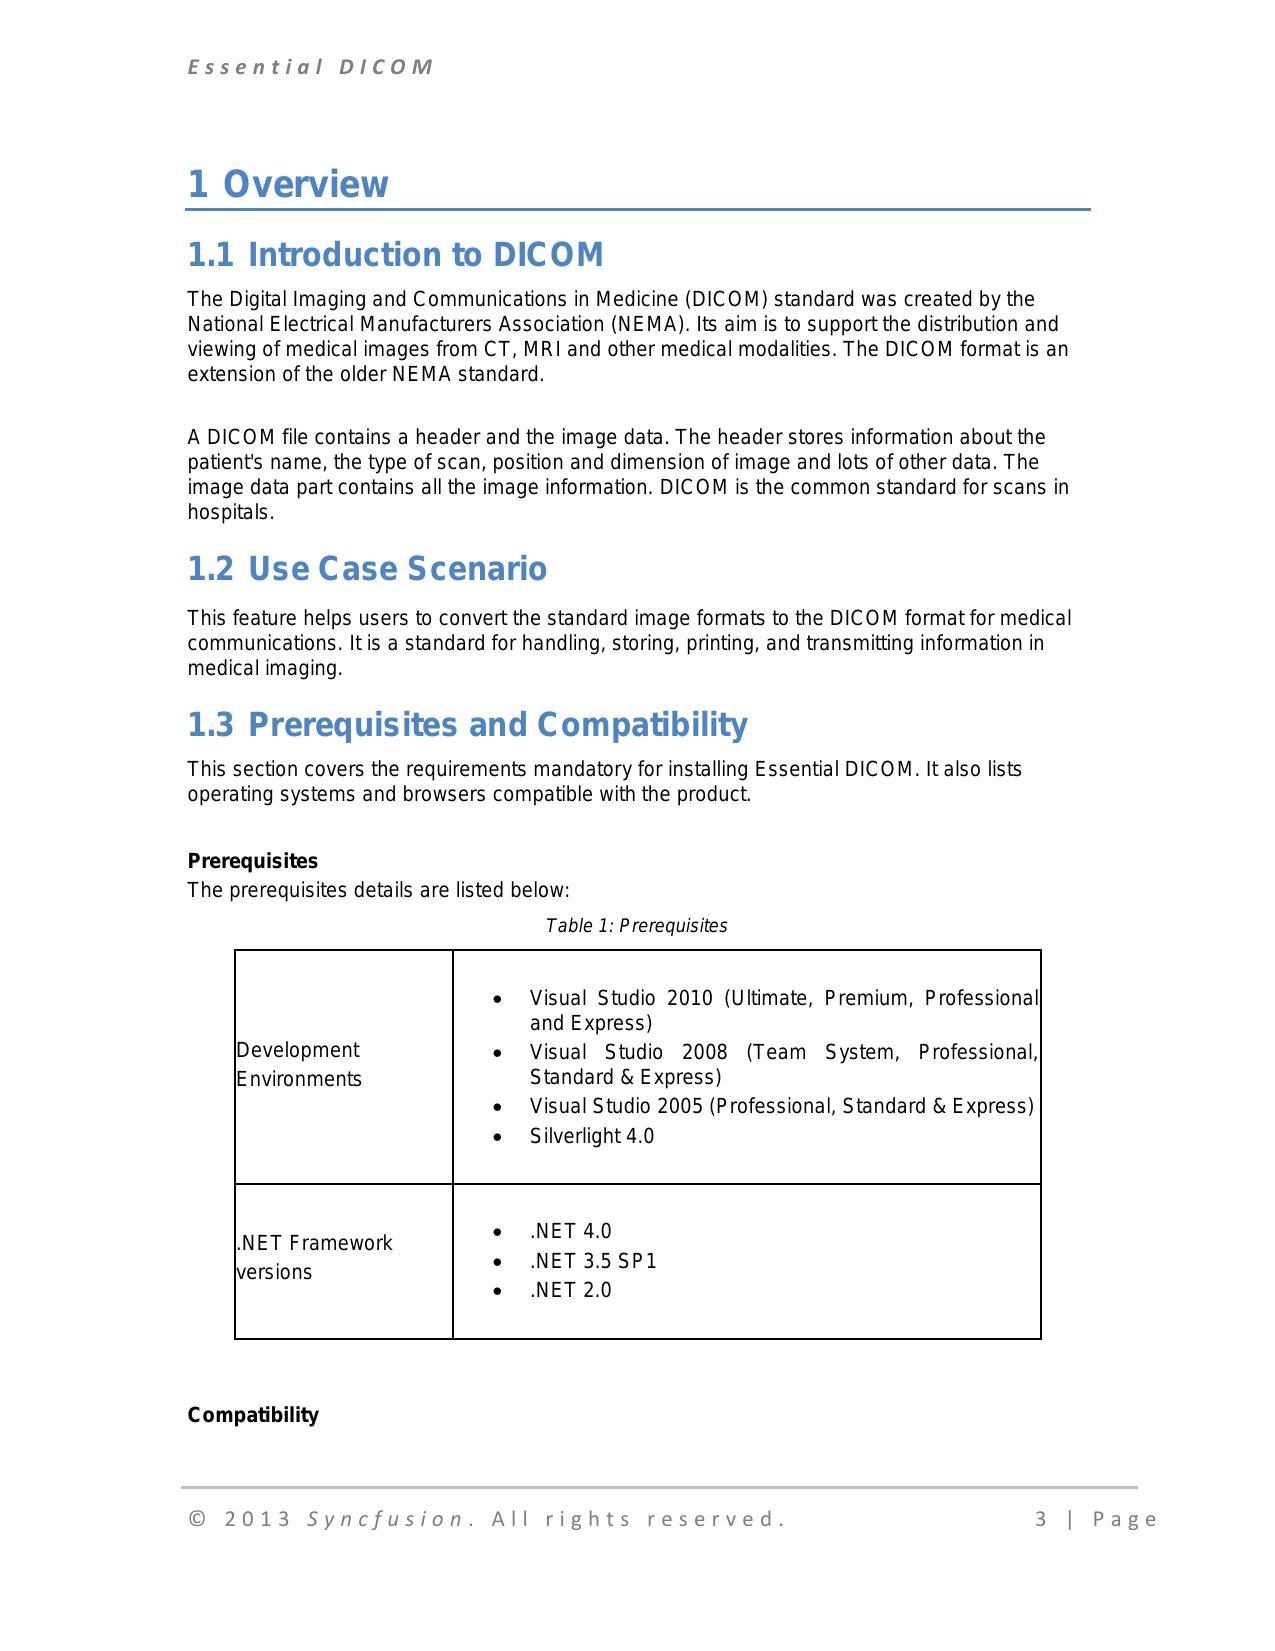 Essential DICOM
1 Overview
1.1 Introduction to DICOM
The Digital Imaging and Communications in Medicine (DICOM) standard was created by the
National Electrical Manufacturers Association (NEMA). Its aim is to support the distribution and
viewing of medical images from CT, MRI and other medical modalities. The DICOM format is an
extension of the older NEMA standard.
A DICOM file contains a header and the image data. The header stores information about the
patient's name, the type of scan, position and dimension of image and lots of other data. The
image data part contains all the image information. DICOM is the common standard for scans in
hospitals.
1.2 Use Case Scenario
This feature helps users to convert the standard image formats to the DICOM format for medical
communications. It is a standard for handling, storing, printing, and transmitting information in
medical imaging.
1.3 Prerequisites and Compatibility
This section covers the requirements mandatory for installing Essential DICOM. It also lists
operating systems and browsers compatible with the product.
Prerequisites
The prerequisites details are listed below:
Table 1: Prerequisites
Development
Environments
• Visual Studio 2010 (Ultimate, Premium, Professional
and Express)
• Visual Studio 2008 (Team System, Professional,
Standard & Express)
• Visual Studio 2005 (Professional, Standard & Express)
• Silverlight 4.0
.NET Framework
versions
• .NET 4.0
• .NET 3.5 SP1
• .NET 2.0
Compatibility
© 2013 Syncfusion. All rights reserved. 3 | Page